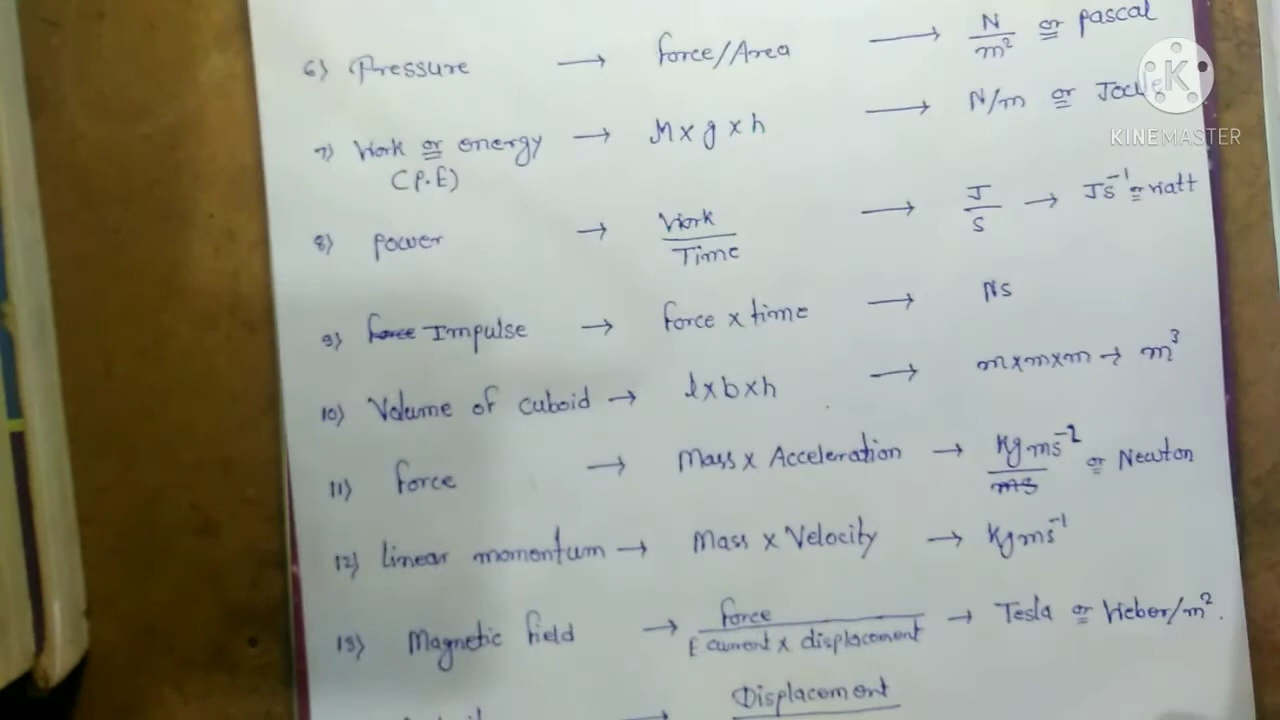 6) Pressure → Force/Area → N/m² or pascal
7) Work or energy (P.E) → M x g x h → N/m or Joule
8) Power → Work/Time → J/S → JS⁻¹ or watt
9) Force Impulse → force x time → NS
10) Volume of cuboid → l x b x h → m x m x m → m³
11) force → Mass x Acceleration → Kg ms⁻²/ms or Newton
12) linear momentum → Mass x Velocity → Kg ms⁻¹
13) Magnetic field → force/current x displacement → Tesla or Weber/m².
Displacement
KINEMASTER